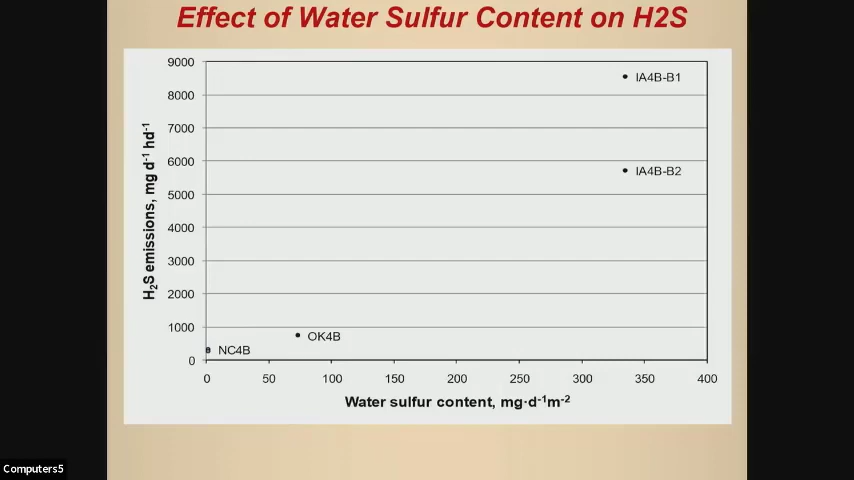 Effect of Water Sulfur Content on H2S
9000
8000
7000
6000
5000
4000
3000
2000
1000
0
H₂S emissions, mg d⁻¹ hd⁻¹
IA4B-B1
IA4B-B2
OK4B
NC4B
0 50 100 150 200 250 300 350 400
Water sulfur content, mg·d⁻¹m⁻²
Computers5